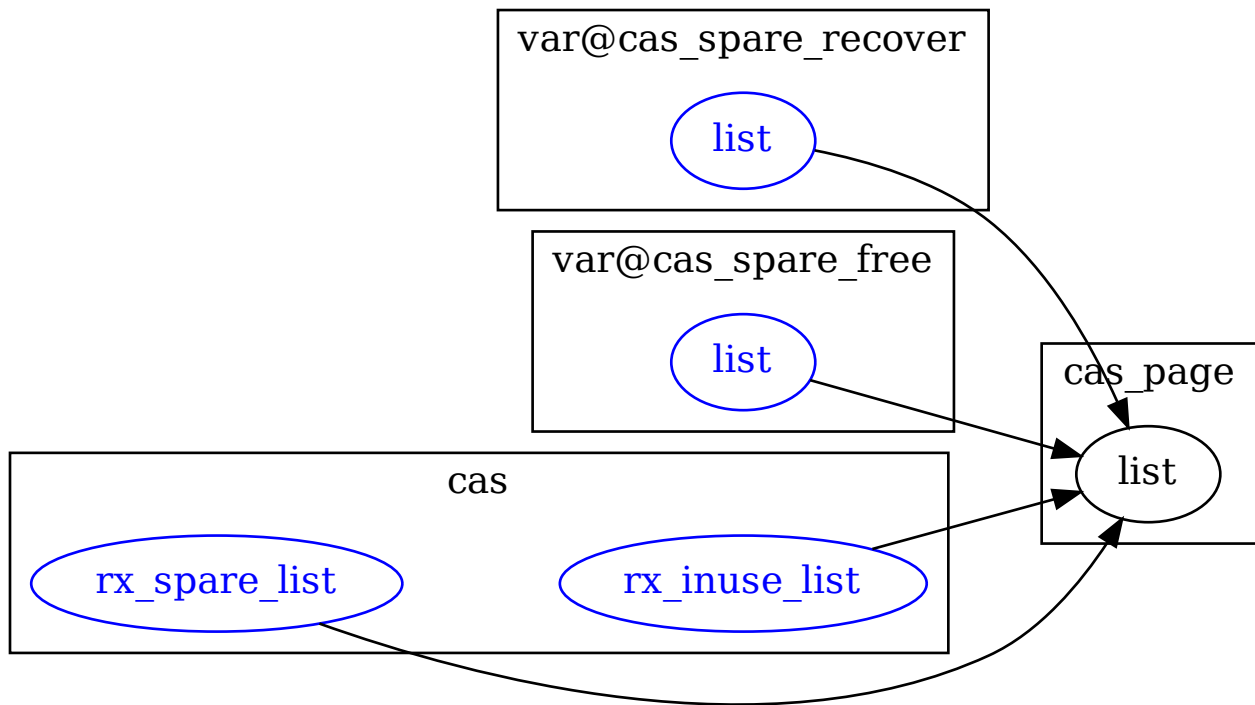 var@cas_spare_recover
list
var@cas_spare_free
list
cas_page
list
cas
rx_spare_list
rx_inuse_list